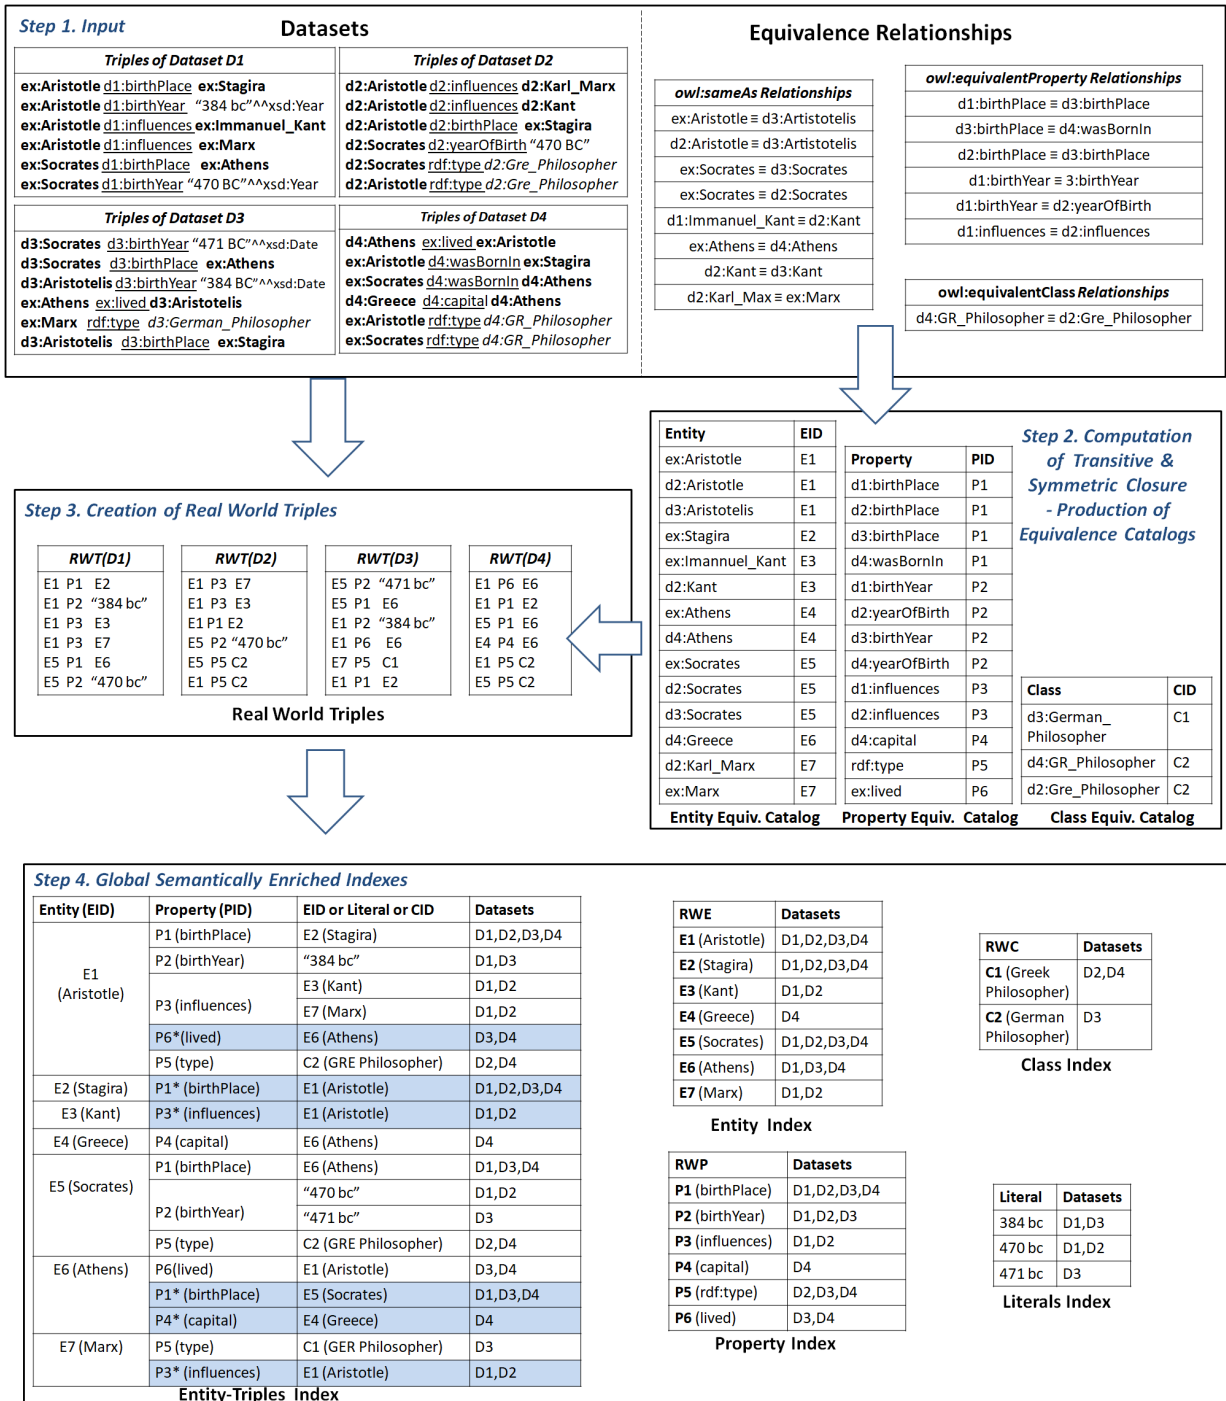 Step 1. Input
Datasets
Equivalence Relationships
Triples of Dataset D1
ex:Aristotle d1:birthPlace ex:Stagira
ex:Aristotle d1:birthYear “384 bc”^^xsd:Year
ex:Aristotle d1:influences ex:Immanuel_Kant
ex:Aristotle d1:influences ex:Marx
ex:Socrates d1:birthPlace ex:Athens
ex:Socrates d1:birthYear “470 BC”^^xsd:Year
Triples of Dataset D2
d2:Aristotle d2:influences d2:Karl_Marx
d2:Aristotle d2:influences d2:Kant
d2:Aristotle d2:birthPlace ex:Stagira
d2:Socrates d2:yearOfBirth “470 BC”
d2:Socrates rdf:type d2:Gre_Philosopher
d2:Aristotle rdf:type d2:Gre_Philosopher
Triples of Dataset D3
d3:Socrates d3:birthYear “471 BC”^^xsd:Date
d3:Socrates d3:birthPlace ex:Athens
d3:Aristotelis d3:birthYear “384 BC”^^xsd:Date
ex:Athens ex:lived d3:Aristotelis
ex:Marx rdf:type d3:German_Philosopher
d3:Aristotelis d3:birthPlace ex:Stagira
Triples of Dataset D4
d4:Athens ex:lived ex:Aristotle
ex:Aristotle d4:wasBornIn ex:Stagira
ex:Socrates d4:wasBornIn d4:Athens
d4:Greece d4:capital d4:Athens
ex:Aristotle rdf:type d4:GR_Philosopher
ex:Socrates rdf:type d4:GR_Philosopher
owl:sameAs Relationships
ex:Aristotle ≡ d3:Artistotelis
d2:Aristotle ≡ d3:Artistotelis
ex:Socrates ≡ d3:Socrates
ex:Socrates ≡ d2:Socrates
d1:Immanuel_Kant ≡ d2:Kant
ex:Athens ≡ d4:Athens
d2:Kant ≡ d3:Kant
d2:Karl_Max ≡ ex:Marx
owl:equivalentProperty Relationships
d1:birthPlace ≡ d3:birthPlace
d3:birthPlace ≡ d4:wasBornIn
d2:birthPlace ≡ d3:birthPlace
d1:birthYear ≡ 3:birthYear
d1:birthYear ≡ d2:yearOfBirth
d1:influences ≡ d2:influences
owl:equivalentClass Relationships
d4:GR_Philosopher ≡ d2:Gre_Philosopher
Step 2. Computation
of Transitive &
Symmetric Closure
- Production of
Equivalence Catalogs
Entity EID
ex:Aristotle E1
d2:Aristotle E1
d3:Aristotelis E1
ex:Stagira E2
ex:Imannuel_Kant E3
d2:Kant E3
ex:Athens E4
d4:Athens E4
ex:Socrates E5
d2:Socrates E5
d3:Socrates E5
d4:Greece E6
d2:Karl_Marx E7
ex:Marx E7
Entity Equiv. Catalog
Property PID
d1:birthPlace P1
d2:birthPlace P1
d3:birthPlace P1
d4:wasBornIn P1
d1:birthYear P2
d2:yearOfBirth P2
d3:birthYear P2
d4:yearOfBirth P2
d1:influences P3
d2:influences P3
d4:capital P4
rdf:type P5
ex:lived P6
Property Equiv. Catalog
Class CID
d3:German_ C1
Philosopher
d4:GR_Philosopher C2
d2:Gre_Philosopher C2
Class Equiv. Catalog
Step 3. Creation of Real World Triples
RWT(D1)
E1 P1 E2
E1 P2 “384 bc”
E1 P3 E3
E1 P3 E7
E5 P1 E6
E5 P2 “470 bc”
RWT(D2)
E1 P3 E7
E1 P3 E3
E1 P1 E2
E5 P2 “470 bc”
E5 P5 C2
E1 P5 C2
RWT(D3)
E5 P2 “471 bc”
E5 P1 E6
E1 P2 “384 bc”
E1 P6 E6
E7 P5 C1
E1 P1 E2
RWT(D4)
E1 P6 E6
E1 P1 E2
E5 P1 E6
E4 P4 E6
E1 P5 C2
E5 P5 C2
Real World Triples
Step 4. Global Semantically Enriched Indexes
Entity (EID) Property (PID) EID or Literal or CID Datasets
E1
(Aristotle)
P1 (birthPlace) E2 (Stagira) D1,D2,D3,D4
P2 (birthYear) “384 bc” D1,D3
P3 (influences)
E3 (Kant) D1,D2
E7 (Marx) D1,D2
P6*(lived) E6 (Athens) D3,D4
P5 (type) C2 (GRE Philosopher) D2,D4
E2 (Stagira) P1* (birthPlace) E1 (Aristotle) D1,D2,D3,D4
E3 (Kant) P3* (influences) E1 (Aristotle) D1,D2
E4 (Greece) P4 (capital) E6 (Athens) D4
E5 (Socrates)
P1 (birthPlace) E6 (Athens) D1,D3,D4
P2 (birthYear)
“470 bc” D1,D2
“471 bc” D3
P5 (type) C2 (GRE Philosopher) D2,D4
E6 (Athens) P6(lived) E1 (Aristotle) D3,D4
P1* (birthPlace) E5 (Socrates) D1,D3,D4
P4* (capital) E4 (Greece) D4
E7 (Marx) P5 (type) C1 (GER Philosopher) D3
P3* (influences) E1 (Aristotle) D1,D2
Entity-Triples Index
RWE Datasets
E1 (Aristotle) D1,D2,D3,D4
E2 (Stagira) D1,D2,D3,D4
E3 (Kant) D1,D2
E4 (Greece) D4
E5 (Socrates) D1,D2,D3,D4
E6 (Athens) D1,D3,D4
E7 (Marx) D1,D2
Entity Index
RWC Datasets
C1 (Greek D2,D4
Philosopher)
C2 (German D3
Philosopher)
Class Index
RWP Datasets
P1 (birthPlace) D1,D2,D3,D4
P2 (birthYear) D1,D2,D3
P3 (influences) D1,D2
P4 (capital) D4
P5 (rdf:type) D2,D3,D4
P6 (lived) D3,D4
Property Index
Literal Datasets
384 bc D1,D3
470 bc D1,D2
471 bc D3
Literals Index